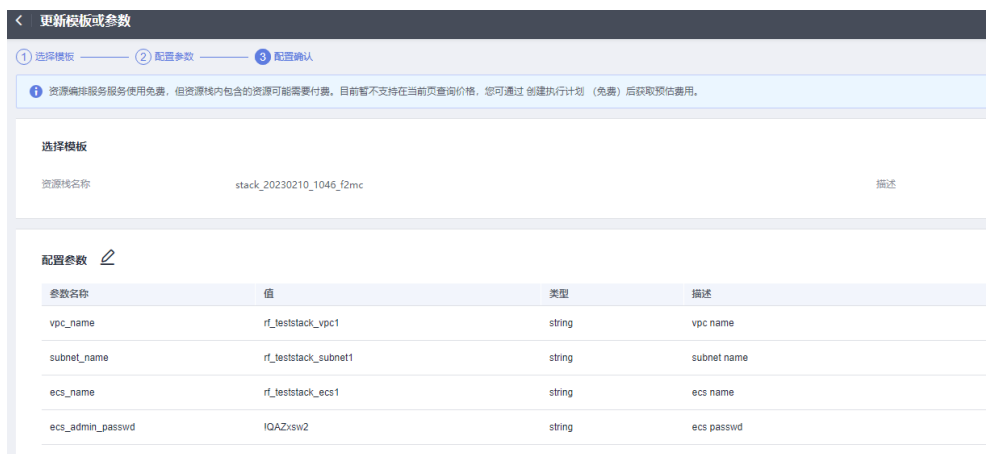 更新模板或参数
1 选择模板 2 配置参数 3 配置确认
资源编排服务服务使用免费，但资源栈内包含的资源可能需要付费。目前暂不支持在当前页查询价格，您可通过 创建执行计划 （免费）后获取预估费用。
选择模板
资源栈名称 stack_20230210_1046_f2mc 描述
配置参数
参数名称 值 类型 描述
vpc_name rf_teststack_vpc1 string vpc name
subnet_name rf_teststack_subnet1 string subnet name
ecs_name rf_teststack_ecs1 string ecs name
ecs_admin_passwd !QAZxsw2 string ecs passwd